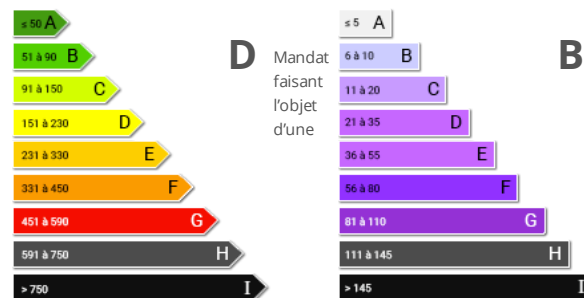 ≤ 50 A
51 à 90 B
91 à 150 C
151 à 230 D
231 à 330 E
331 à 450 F
451 à 590 G
591 à 750 H
> 750 I
D
Mandat
faisant
l'objet
d'une
≤ 5 A
6 à 10 B
11 à 20 C
21 à 35 D
36 à 55 E
56 à 80 F
81 à 110 G
111 à 145 H
> 145 I
B